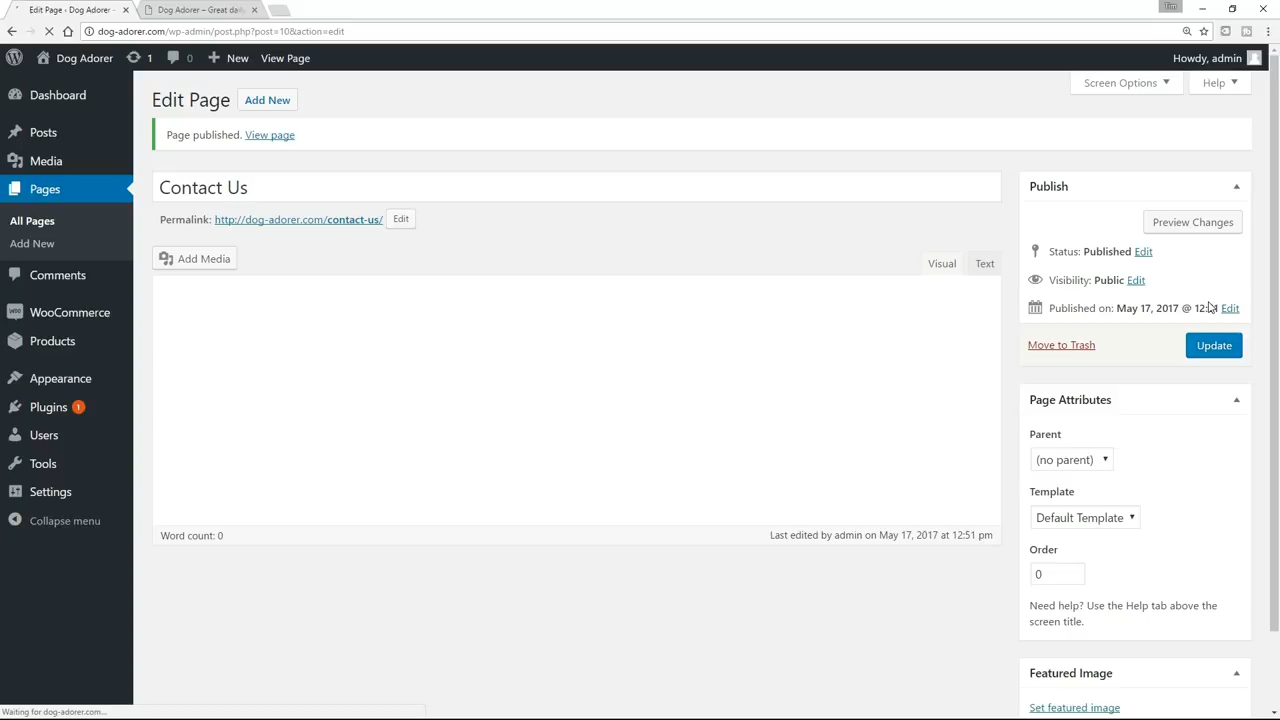 Edit Page ‹ Dog Adorer
Dog Adorer – Great dai
Tim
dog-adorer.com/wp-admin/post.php?post=10&action=edit
Dog Adorer
1
0
New
View Page
Howdy, admin
Dashboard
Posts
Media
Pages
All Pages
Add New
Comments
WooCommerce
Products
Appearance
Plugins 1
Users
Tools
Settings
Collapse menu
Screen Options
Help
Edit Page
Add New
Page published. View page
Contact Us
Permalink: http://dog-adorer.com/contact-us/ Edit
Add Media
Visual
Text
Word count: 0
Last edited by admin on May 17, 2017 at 12:51 pm
Publish
Preview Changes
Status: Published Edit
Visibility: Public Edit
Published on: May 17, 2017 @ Edit
Move to Trash
Update
Page Attributes
Parent
(no parent)
Template
Default Template
Order
0
Need help? Use the Help tab above the
screen title.
Featured Image
Set featured image
Waiting for dog-adorer.com...